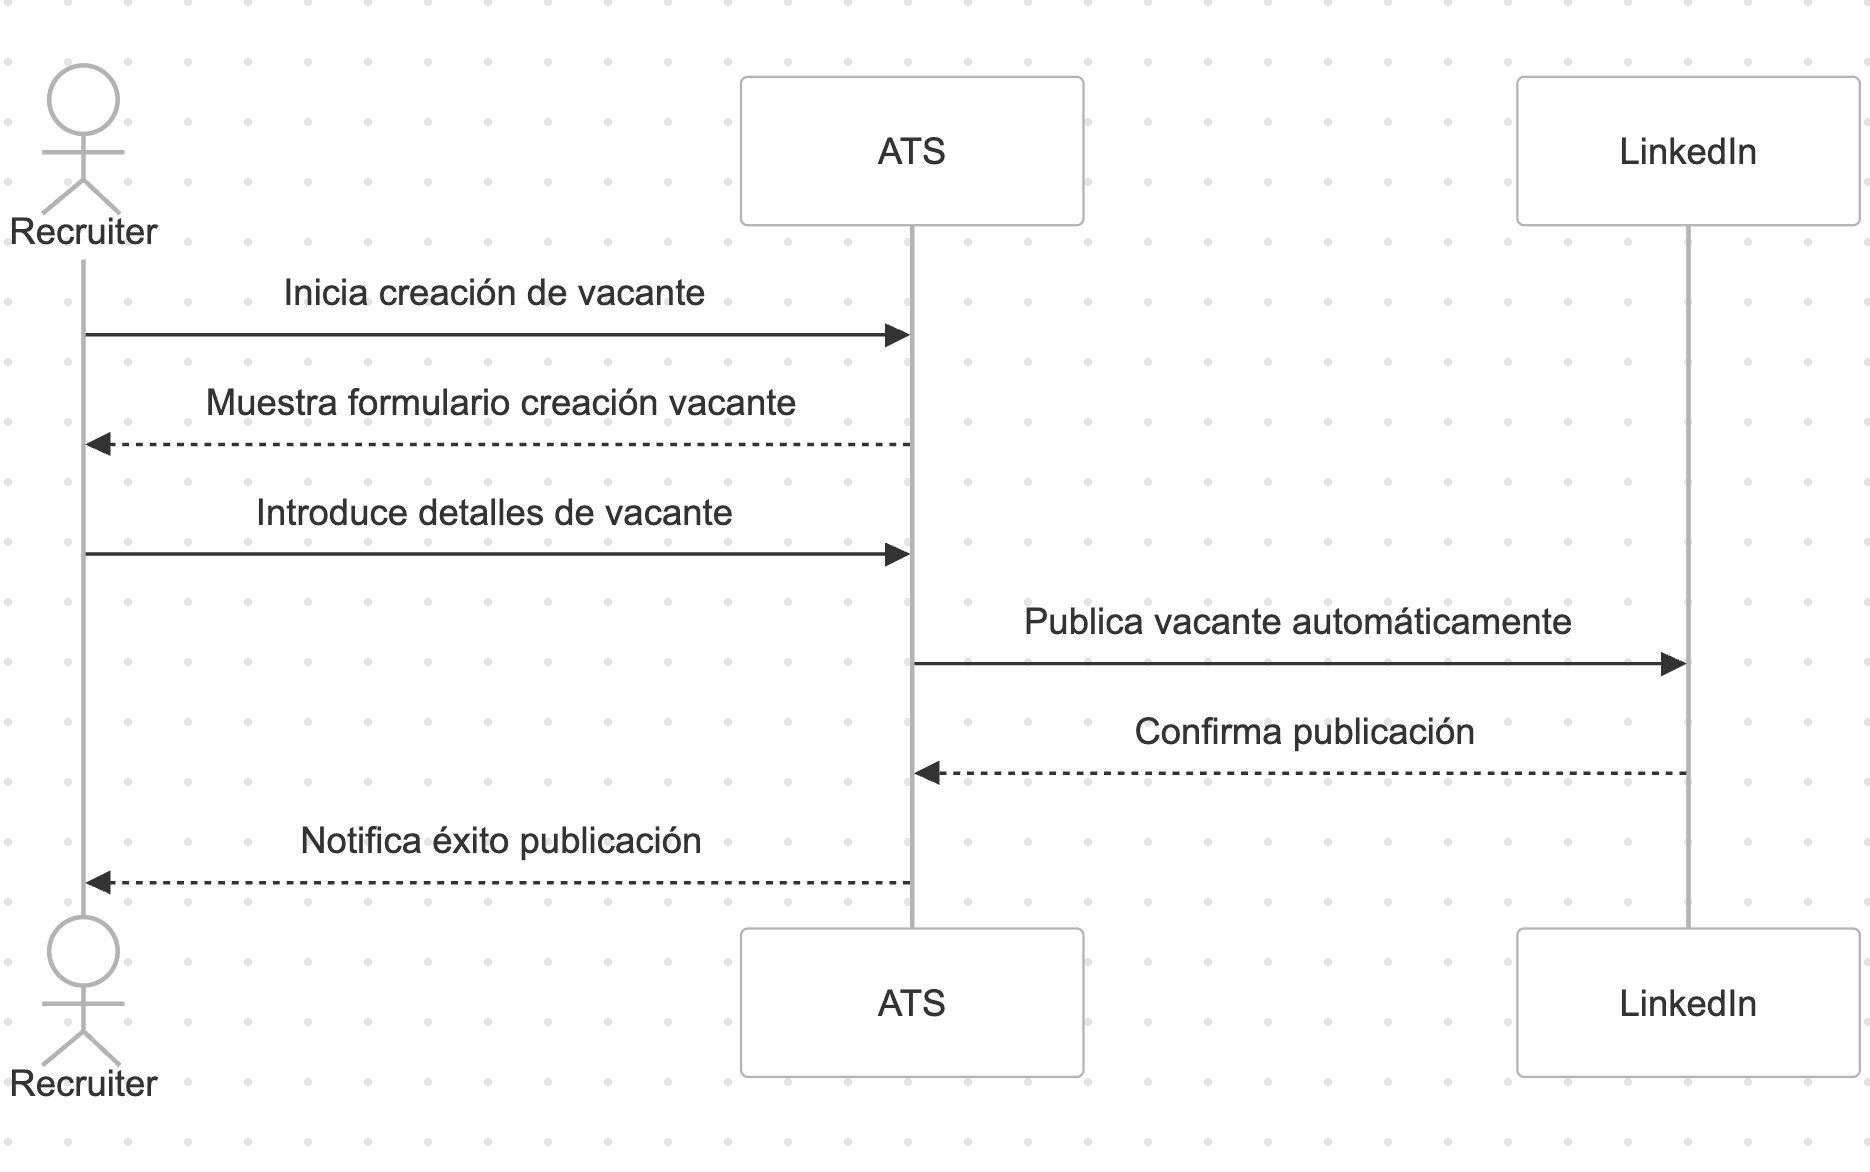 Recruiter
ATS
LinkedIn
Inicia creación de vacante
Muestra formulario creación vacante
Introduce detalles de vacante
Publica vacante automáticamente
Confirma publicación
Notifica éxito publicación
Recruiter
ATS
LinkedIn